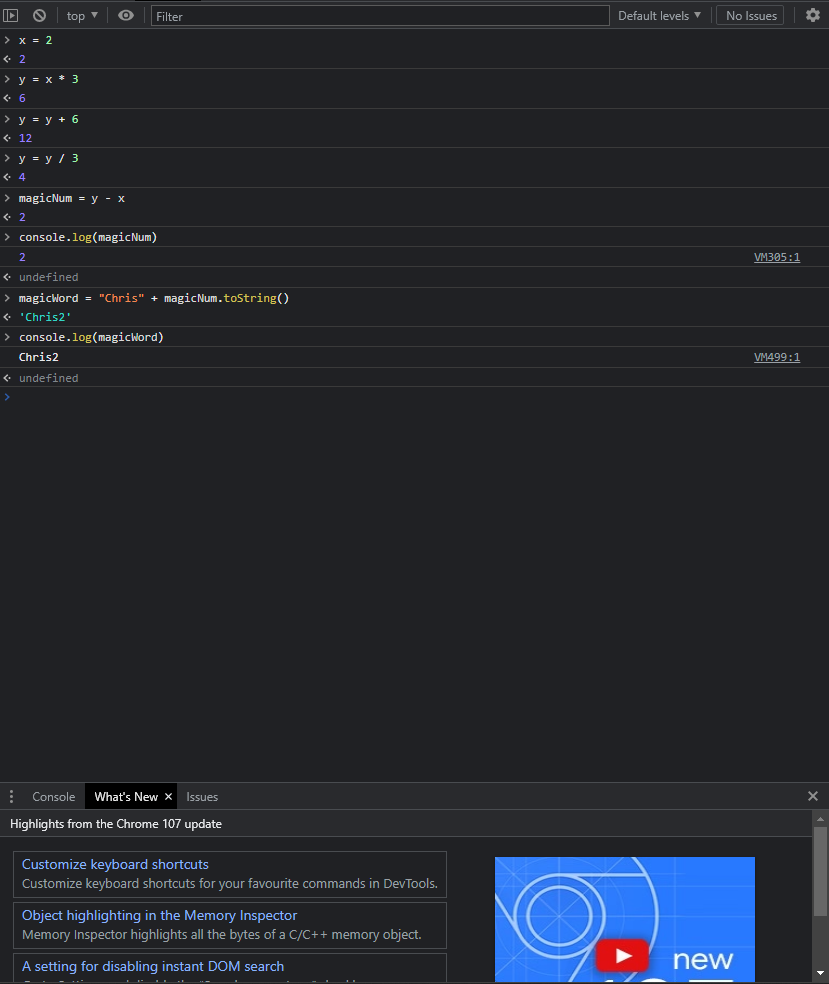 top Filter Default levels No Issues
x = 2
2
y = x * 3
6
y = y + 6
12
y = y / 3
4
magicNum = y - x
2
console.log(magicNum)
2 VM305:1
undefined
magicWord = "Chris" + magicNum.toString()
'Chris2'
console.log(magicWord)
Chris2 VM499:1
undefined
Console What's New Issues
Highlights from the Chrome 107 update
Customize keyboard shortcuts
Customize keyboard shortcuts for your favourite commands in DevTools.
Object highlighting in the Memory Inspector
Memory Inspector highlights all the bytes of a C/C++ memory object.
A setting for disabling instant DOM search
new